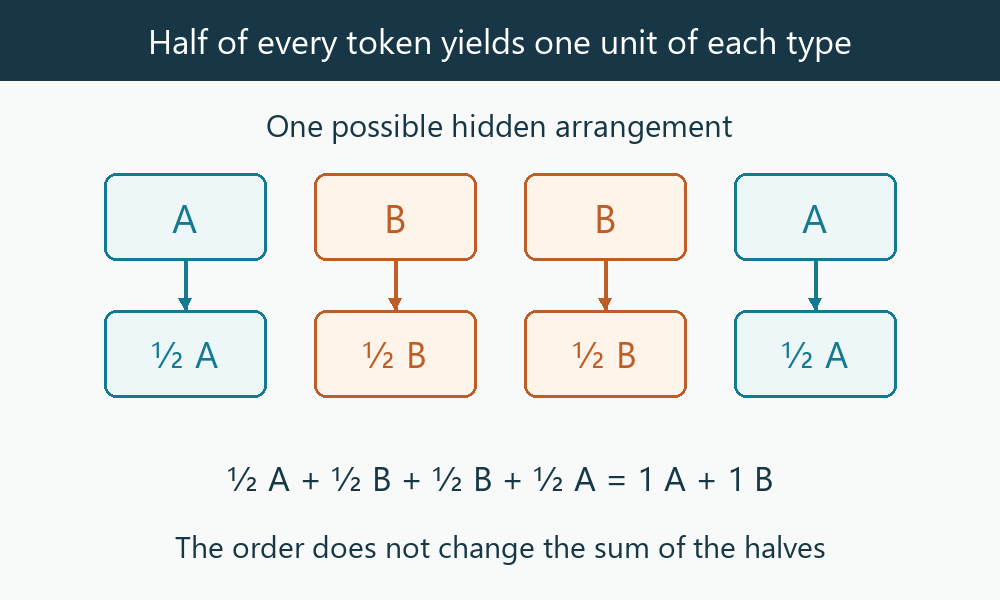 Half of every token yields one unit of each type
One possible hidden arrangement
A B B A
½ A ½ B ½ B ½ A
½ A + ½ B + ½ B + ½ A = 1 A + 1 B
The order does not change the sum of the halves